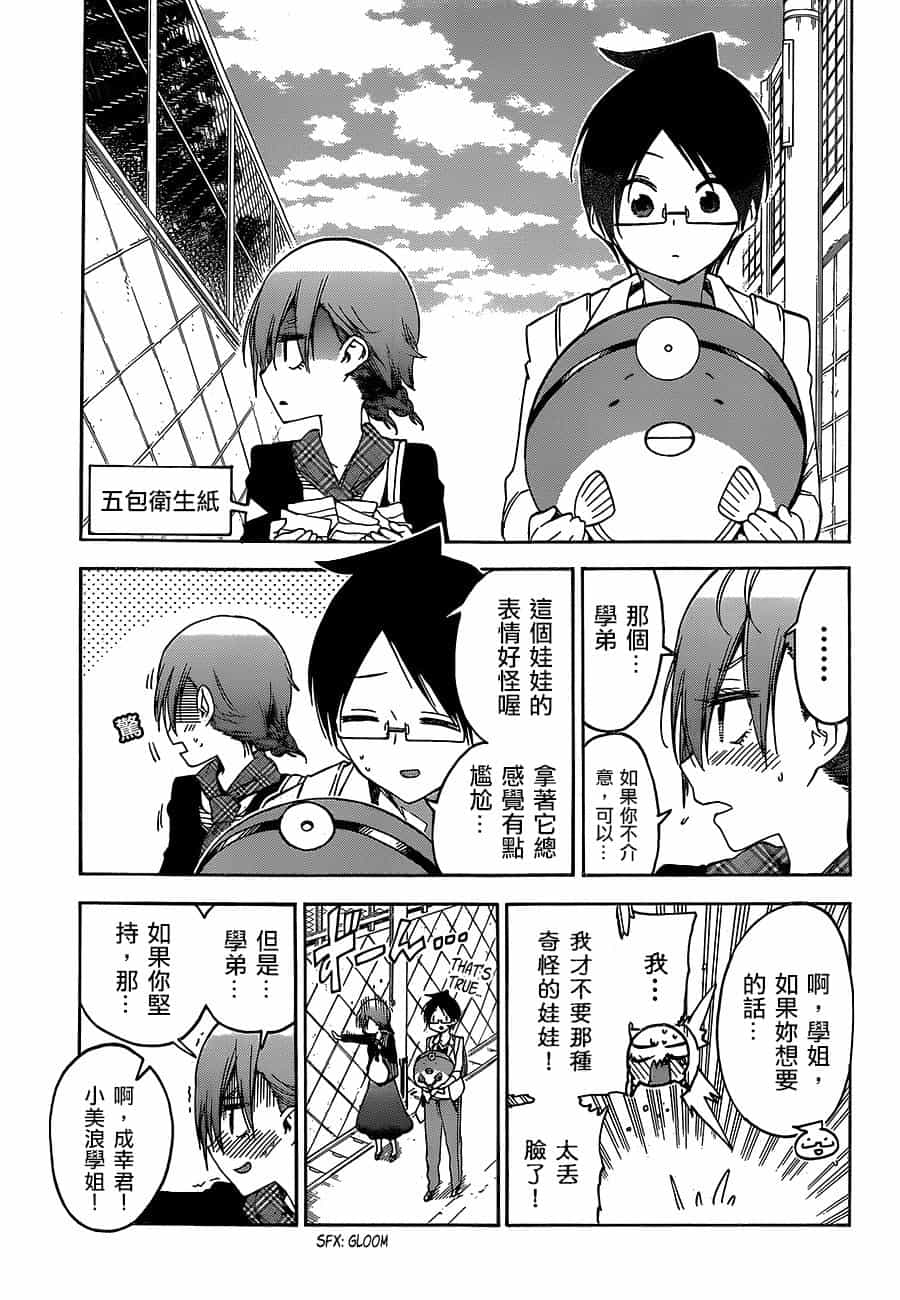 五包衛生紙
……
那個…
學弟
如果你不介
意，可以…
這個娃娃的
表情好怪喔
拿著它總
感覺有點
尷尬…
驚
啊，學姐，
如果妳想要
的話…
我…
我才不要那種
奇怪的娃娃！
太丟
臉了！
THAT'S
TRUE...
ズーん…
SFX: GLOOM
但是…
學弟…
如果你堅
持，那…
啊，成幸君！
小美浪學姐！